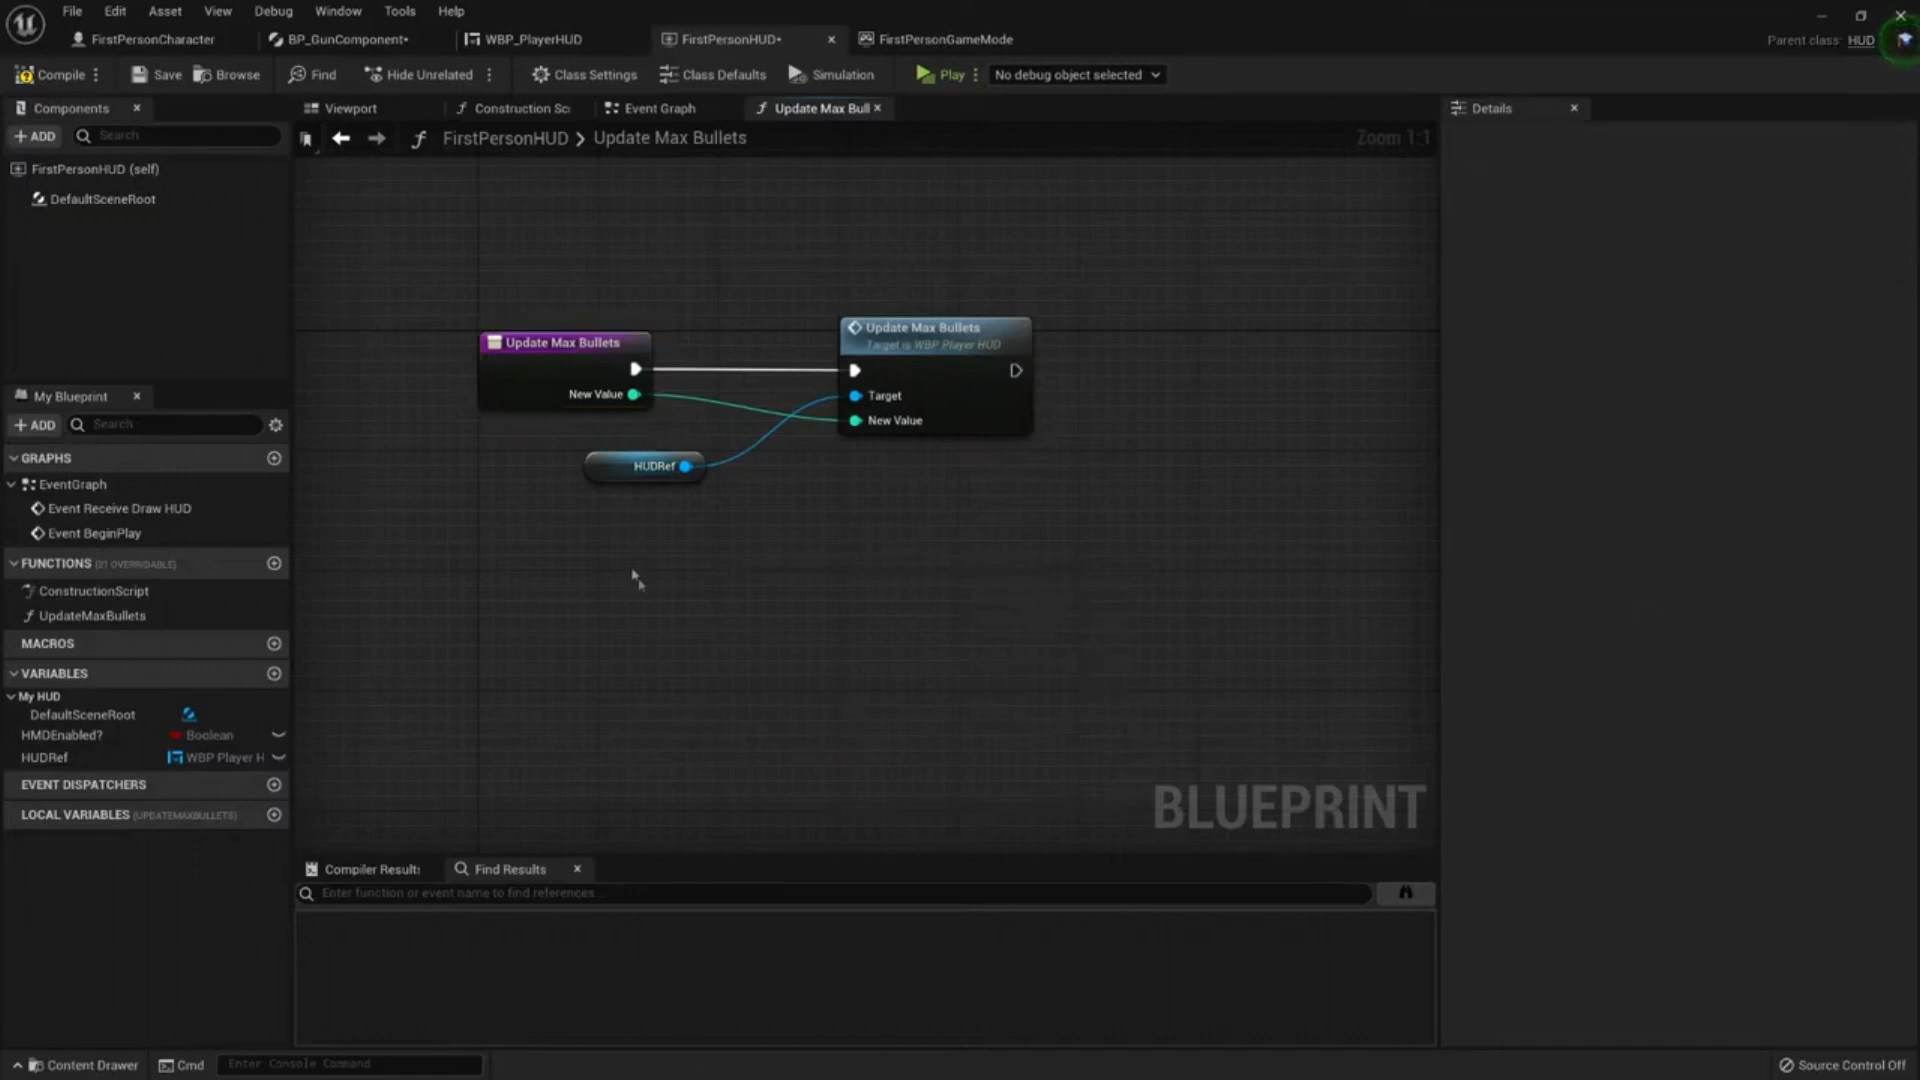 File Edit Asset View Debug Window Tools Help
FirstPersonCharacter BP_GunComponent* WBP_PlayerHUD FirstPersonHUD* FirstPersonGameMode Parent class: HUD
Compile Save Browse Find Hide Unrelated Class Settings Class Defaults Simulation Play No debug object selected
Components Viewport Construction Sc Event Graph Update Max Bull Details
+ ADD Search FirstPersonHUD > Update Max Bullets Zoom 1:1
FirstPersonHUD (self)
DefaultSceneRoot
Update Max Bullets
New Value
HUDRef
Update Max Bullets
Target is WBP Player HUD
Target
New Value
My Blueprint
+ ADD Search
GRAPHS
EventGraph
Event Receive Draw HUD
Event BeginPlay
FUNCTIONS (21 OVERRIDABLE)
ConstructionScript
UpdateMaxBullets
MACROS
VARIABLES
My HUD
DefaultSceneRoot
HMDEnabled? Boolean
HUDRef WBP Player H
EVENT DISPATCHERS
LOCAL VARIABLES (UPDATEMAXBULLETS)
BLUEPRINT
Compiler Results Find Results
Enter function or event name to find references...
Content Drawer Cmd Enter Console Command Source Control Off